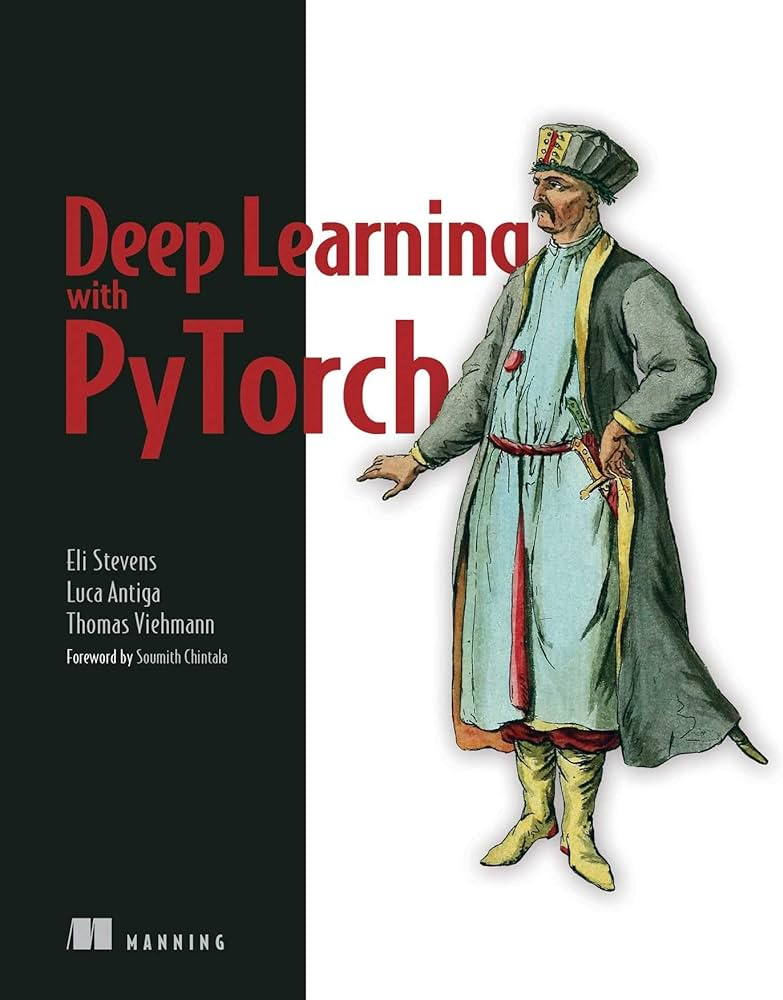 Deep Learning
with
PyTorch
Eli Stevens
Luca Antiga
Thomas Viehmann
Foreword by Soumith Chintala
MANNING